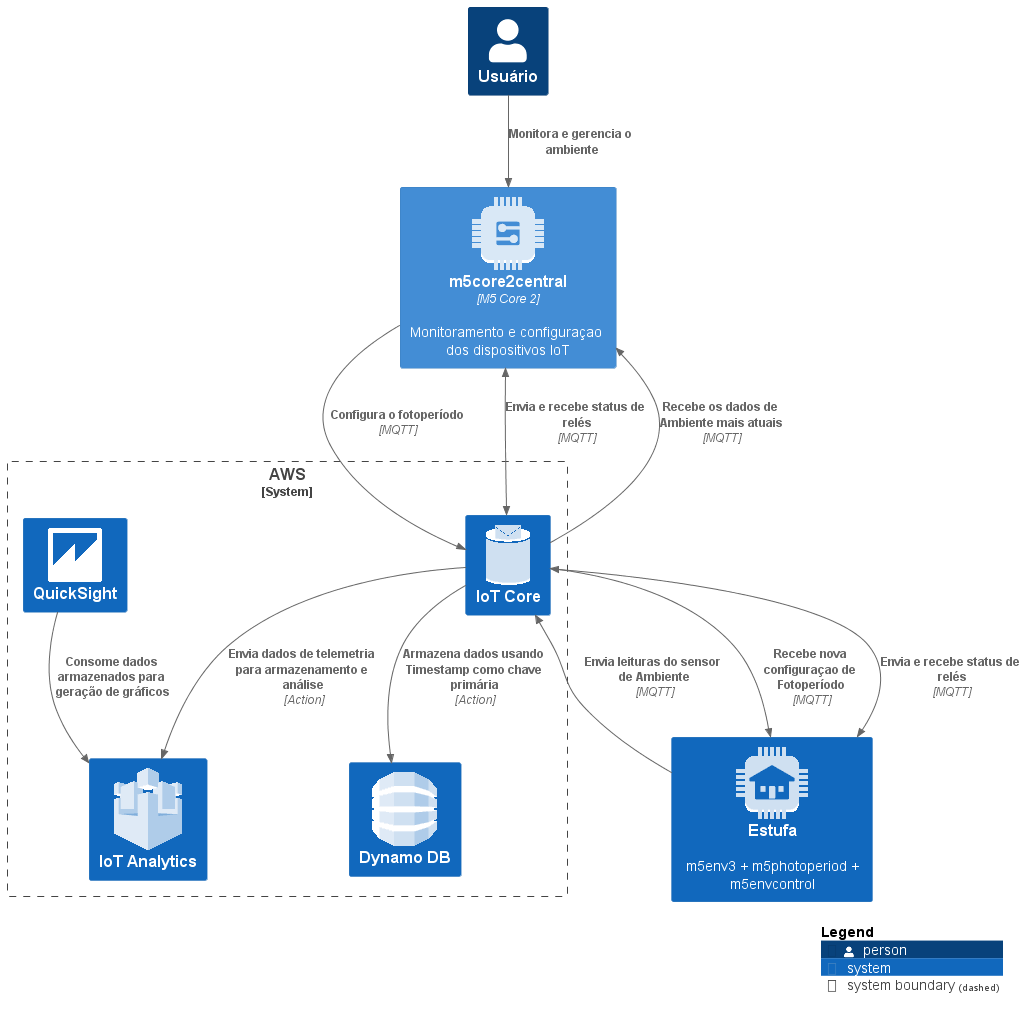 Usuário
Monitora e gerencia o
ambiente
m5core2central
[M5 Core 2]
Monitoramento e configuraçao
dos dispositivos IoT
Configura o fotoperíodo
[MQTT]
Envia e recebe status de
relés
[MQTT]
Recebe os dados de
Ambiente mais atuais
[MQTT]
AWS
[System]
QuickSight
IoT Core
Consome dados
armazenados para
geração de gráficos
Envia dados de telemetria
para armazenamento e
análise
[Action]
Armazena dados usando
Timestamp como chave
primária
[Action]
Envia leituras do sensor
de Ambiente
[MQTT]
Recebe nova
configuraçao de
Fotoperíodo
[MQTT]
Envia e recebe status de
relés
[MQTT]
IoT Analytics
Dynamo DB
Estufa
m5env3 + m5photoperiod +
m5envcontrol
Legend
person
system
system boundary (dashed)